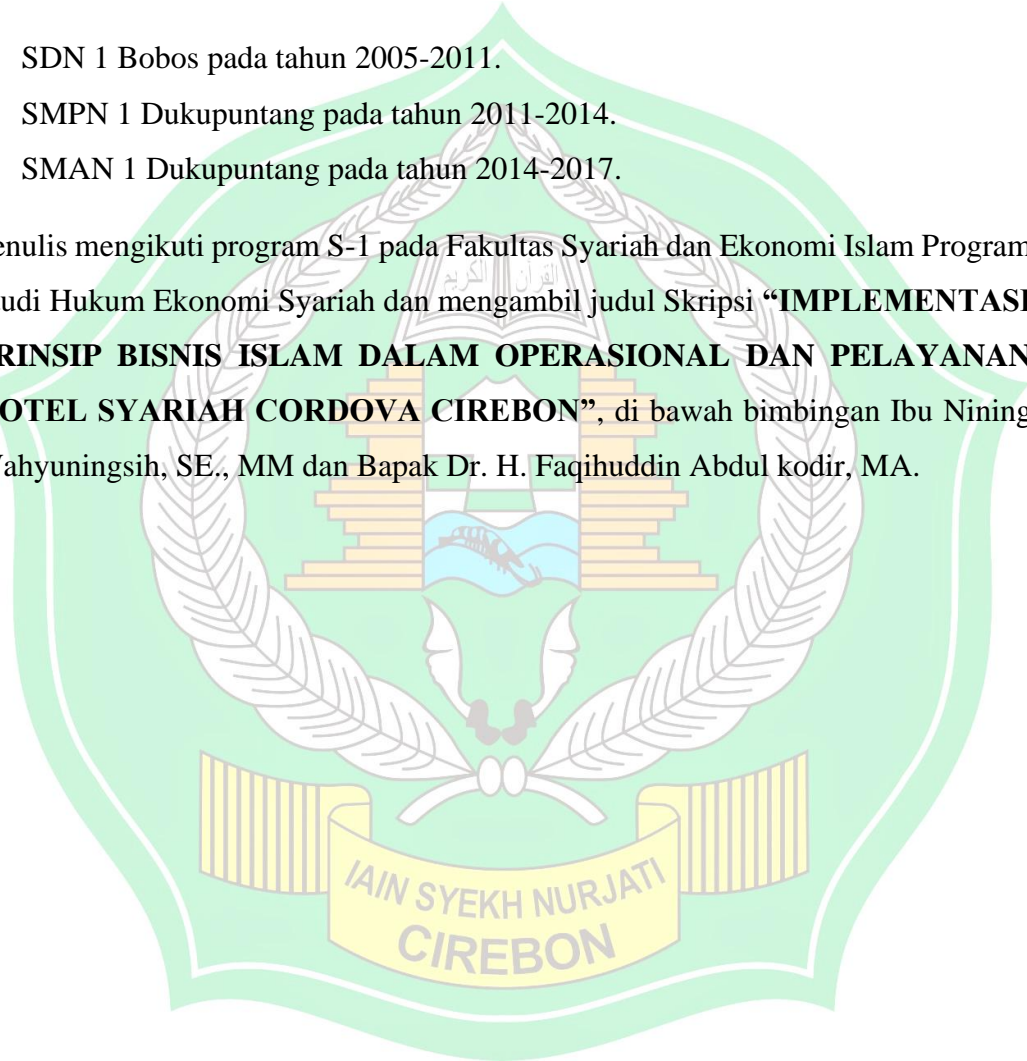 SDN 1 Bobos pada tahun 2005-2011.
SMPN 1 Dukupuntang pada tahun 2011-2014.
SMAN 1 Dukupuntang pada tahun 2014-2017.
enulis mengikuti program S-1 pada Fakultas Syariah dan Ekonomi Islam Program
tudi Hukum Ekonomi Syariah dan mengambil judul Skripsi “IMPLEMENTASI
RINSIP BISNIS ISLAM DALAM OPERASIONAL DAN PELAYANAN
OTEL SYARIAH CORDOVA CIREBON”, di bawah bimbingan Ibu Nining
ahyuningsih, SE., MM dan Bapak Dr. H. Faqihuddin Abdul kodir, MA.
القرآن الكريم
IAIN SYEKH NURJATI
CIREBON